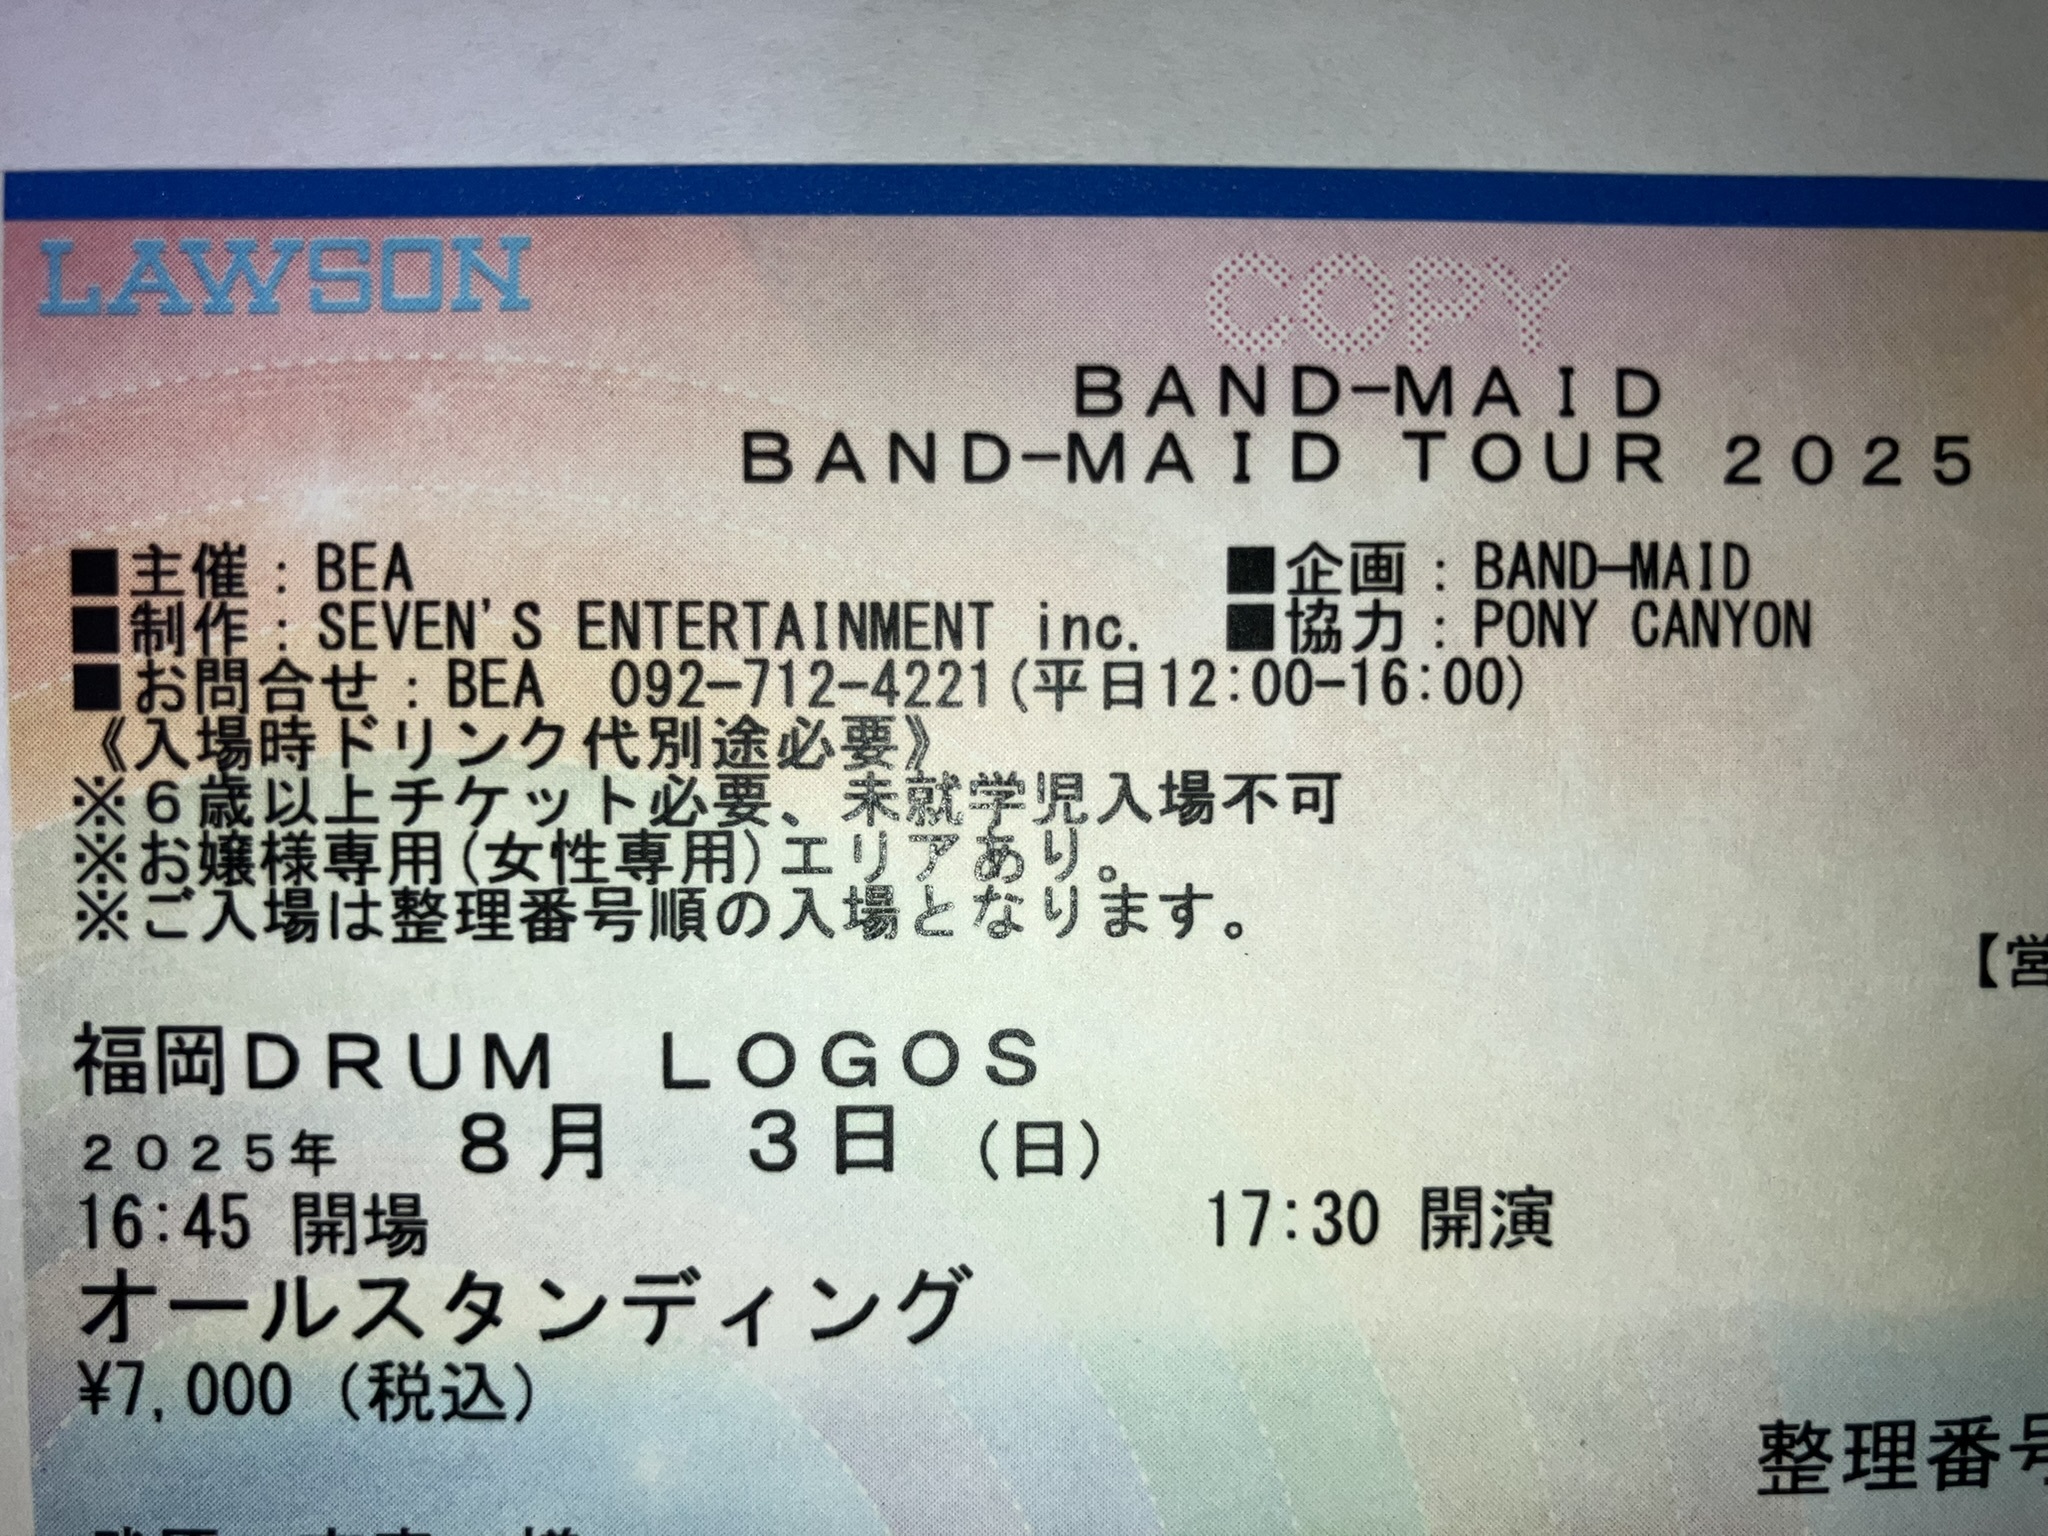 LAWSON
COPY
BAND-MAID
BAND-MAID TOUR 2025
■主催:BEA ■企画:BAND-MAID
■制作:SEVEN'S ENTERTAINMENT inc. ■協力:PONY CANYON
■お問合せ:BEA 092-712-4221(平日12:00-16:00)
《入場時ドリンク代別途必要》
※6歳以上チケット必要、未就学児入場不可
※お嬢様専用(女性専用)エリアあり。
※ご入場は整理番号順の入場となります。
【営
福岡DRUM LOGOS
2025年 8月 3日 (日)
16:45 開場 17:30 開演
オールスタンディング
¥7,000 (税込)
整理番号